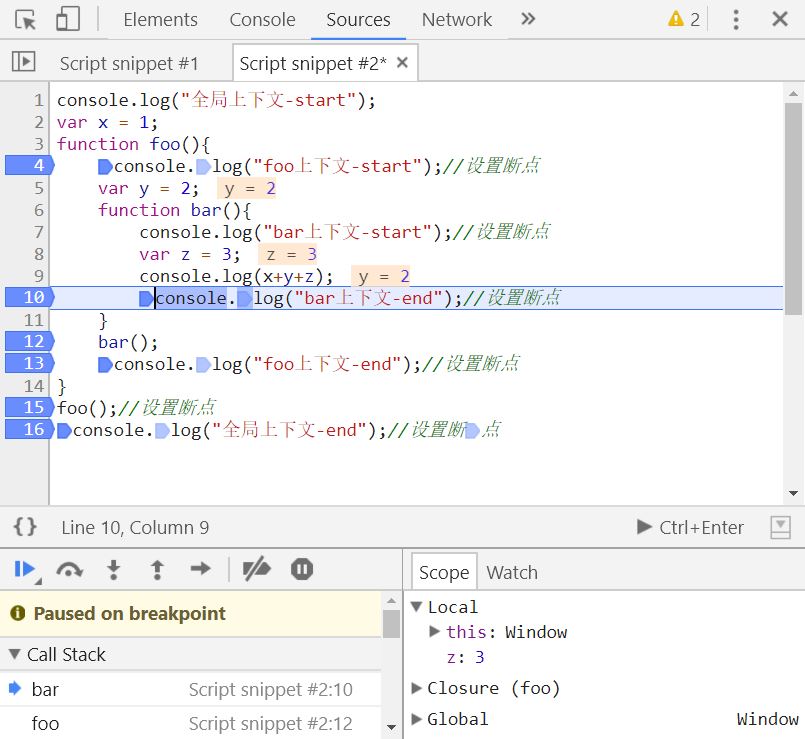 Elements Console Sources Network » 2
Script snippet #1 Script snippet #2*
1 console.log("全局上下文-start");
2 var x = 1;
3 function foo(){
4 console.log("foo上下文-start");//设置断点
5 var y = 2; y = 2
6 function bar(){
7 console.log("bar上下文-start");//设置断点
8 var z = 3; z = 3
9 console.log(x+y+z); y = 2
10 console.log("bar上下文-end");//设置断点
11 }
12 bar();
13 console.log("foo上下文-end");//设置断点
14 }
15 foo();//设置断点
16 console.log("全局上下文-end");//设置断点
{} Line 10, Column 9 Ctrl+Enter
Scope Watch
Paused on breakpoint
Call Stack
bar Script snippet #2:10
foo Script snippet #2:12
Local
this: Window
z: 3
Closure (foo)
Global Window